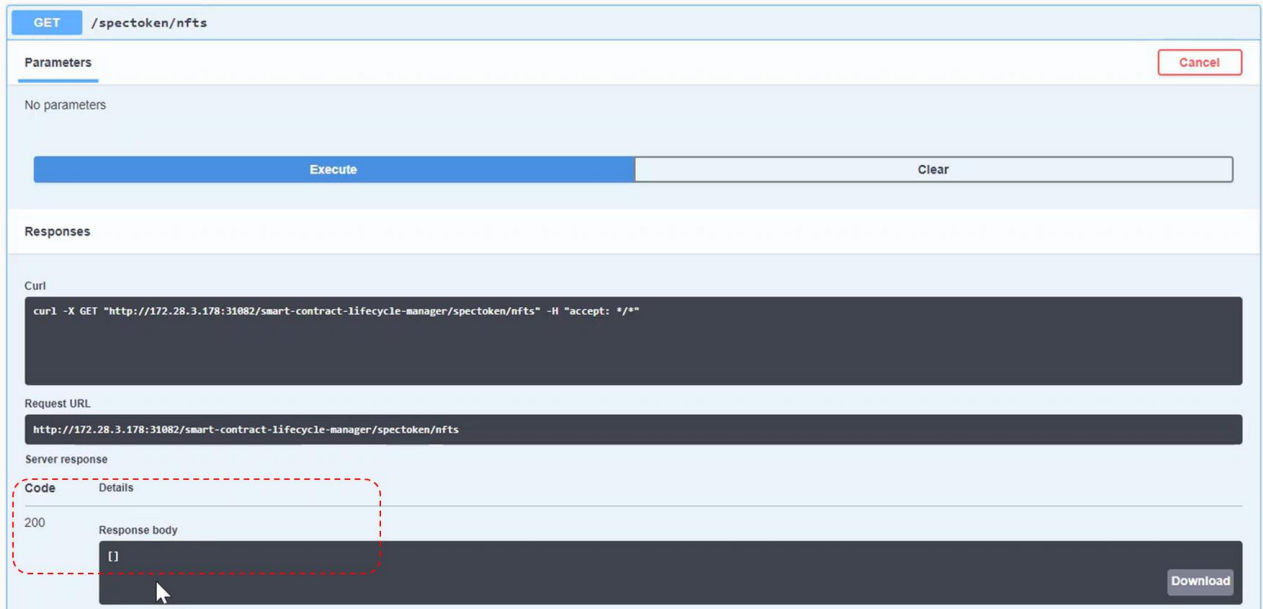 GET /spectoken/nfts
Parameters Cancel
No parameters
Execute Clear
Responses
Curl
curl -X GET "http://172.28.3.178:31082/smart-contract-lifecycle-manager/spectoken/nfts" -H "accept: */*"
Request URL
http://172.28.3.178:31082/smart-contract-lifecycle-manager/spectoken/nfts
Server response
Code Details
200
Response body
[]
Download